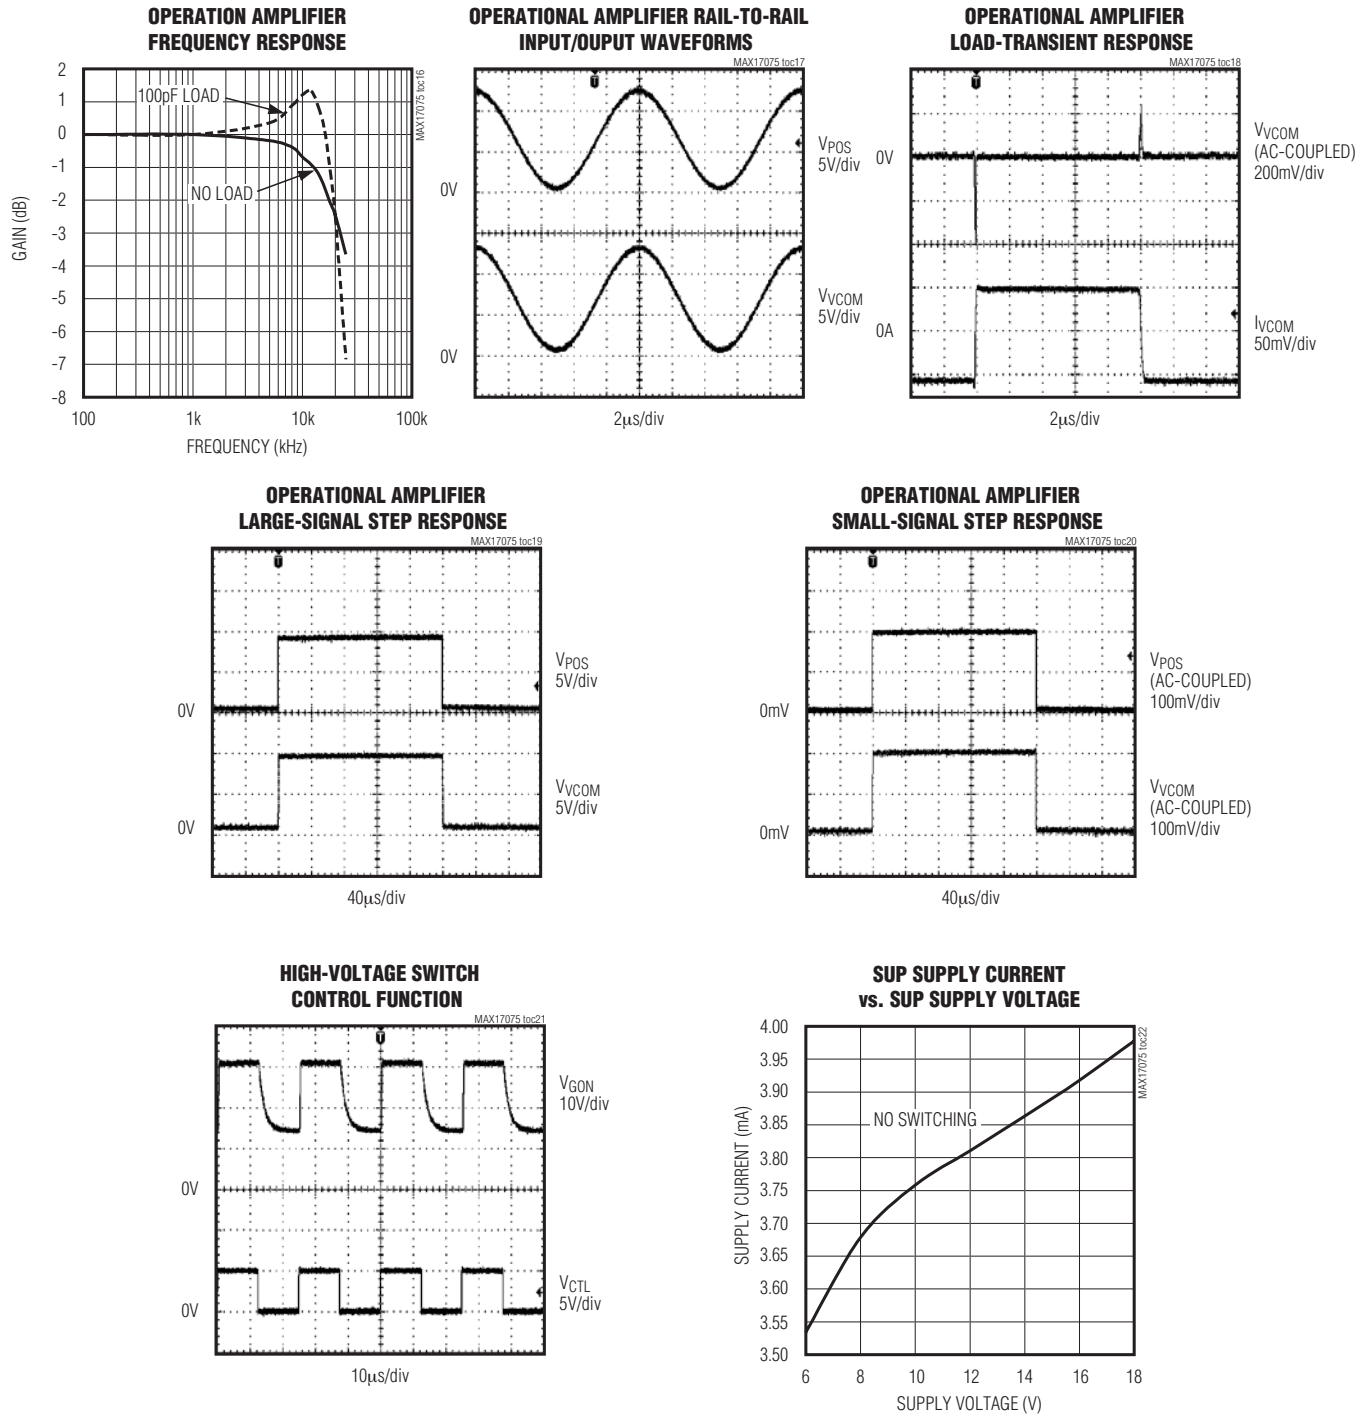 OPERATION AMPLIFIER
FREQUENCY RESPONSE
MAX17075 toc16
2
1
0
-1
-2
-3
-4
-5
-6
-7
-8
GAIN (dB)
100pF LOAD
NO LOAD
100
1k
10k
100k
FREQUENCY (kHz)
OPERATIONAL AMPLIFIER RAIL-TO-RAIL
INPUT/OUPUT WAVEFORMS
MAX17075 toc17
T
0V
0V
VPOS
5V/div
VVCOM
5V/div
2µs/div
OPERATIONAL AMPLIFIER
LOAD-TRANSIENT RESPONSE
MAX17075 toc18
T
0V
0A
VVCOM
(AC-COUPLED)
200mV/div
IVCOM
50mV/div
2µs/div
OPERATIONAL AMPLIFIER
LARGE-SIGNAL STEP RESPONSE
MAX17075 toc19
T
0V
0V
VPOS
5V/div
VVCOM
5V/div
40µs/div
OPERATIONAL AMPLIFIER
SMALL-SIGNAL STEP RESPONSE
MAX17075 toc20
T
0mV
0mV
VPOS
(AC-COUPLED)
100mV/div
VVCOM
(AC-COUPLED)
100mV/div
40µs/div
HIGH-VOLTAGE SWITCH
CONTROL FUNCTION
MAX17075 toc21
T
0V
0V
VGON
10V/div
VCTL
5V/div
10µs/div
SUP SUPPLY CURRENT
vs. SUP SUPPLY VOLTAGE
MAX17075 toc22
4.00
3.95
3.90
3.85
3.80
3.75
3.70
3.65
3.60
3.55
3.50
SUPPLY CURRENT (mA)
NO SWITCHING
6
8
10
12
14
16
18
SUPPLY VOLTAGE (V)